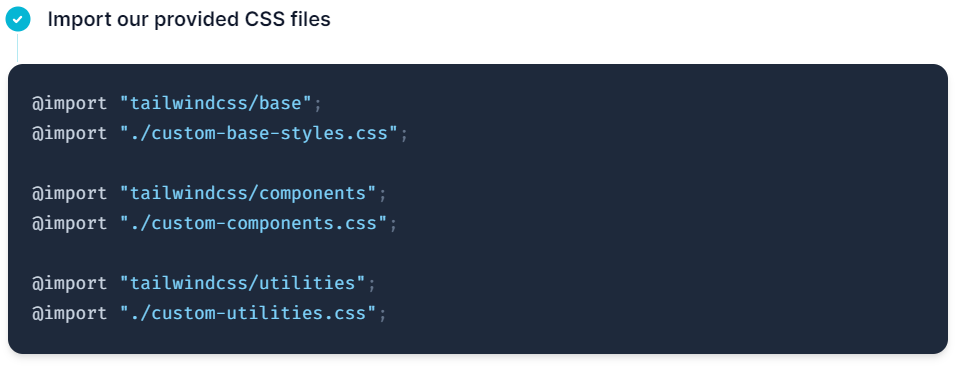 Import our provided CSS files
@import "tailwindcss/base";
@import "./custom-base-styles.css";
@import "tailwindcss/components";
@import "./custom-components.css";
@import "tailwindcss/utilities";
@import "./custom-utilities.css";